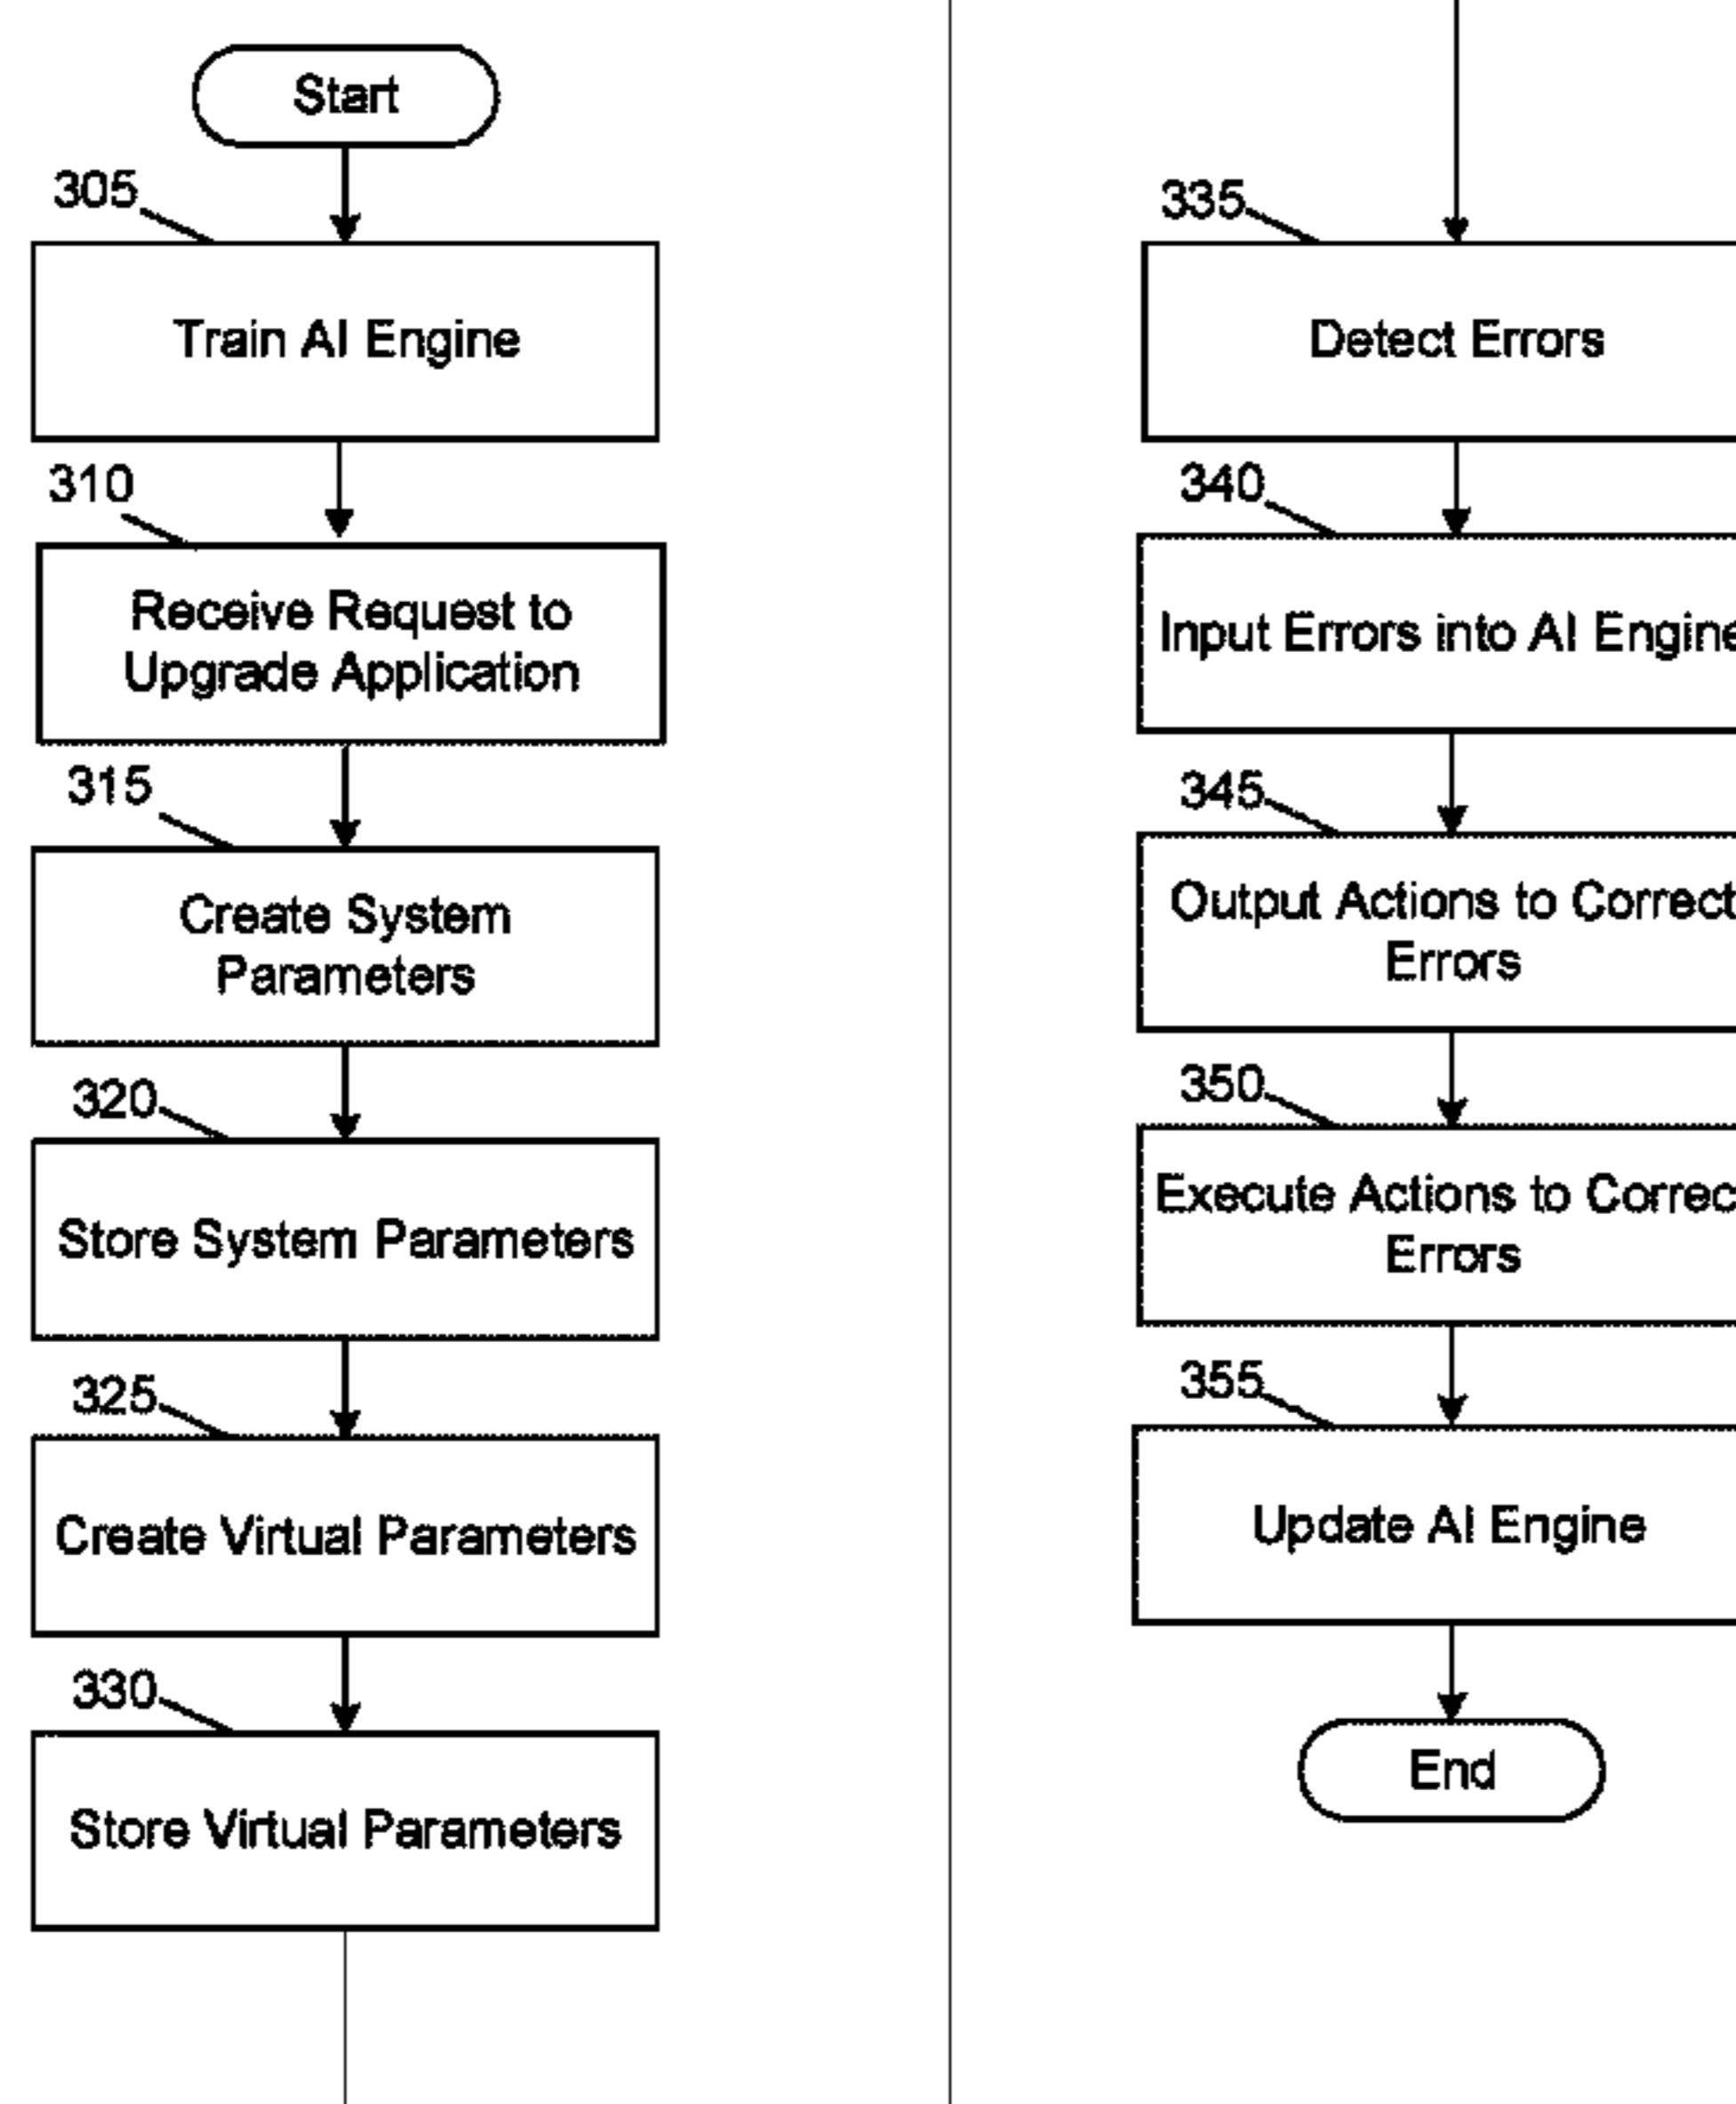 Start
305
Train AI Engine
310
Receive Request to
Upgrade Application
315
Create System
Parameters
320
Store System Parameters
325
Create Virtual Parameters
330
Store Virtual Parameters
335
Detect Errors
340
Input Errors into AI Engine
345
Output Actions to Correct
Errors
350
Execute Actions to Correc
Errors
355
Update AI Engine
End